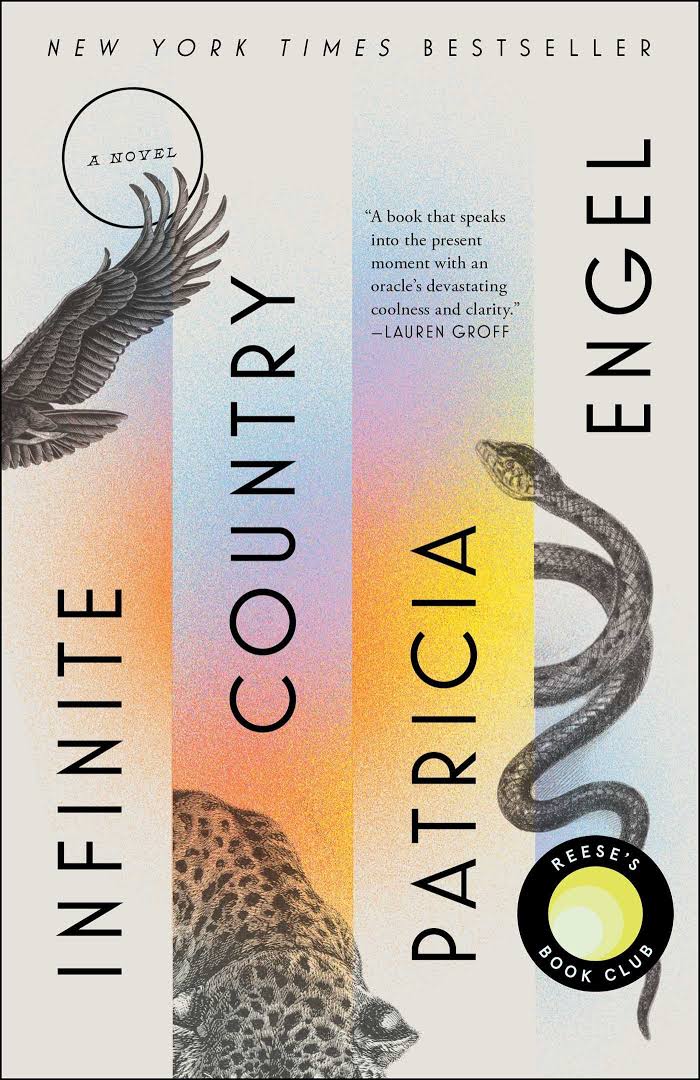 NEW YORK TIMES BESTSELLER
A NOVEL
INFINITE
COUNTRY
“A book that speaks
into the present
moment with an
oracle’s devastating
coolness and clarity.”
—LAUREN GROFF
PATRICIA
ENGEL
REESE’S
BOOK CLUB